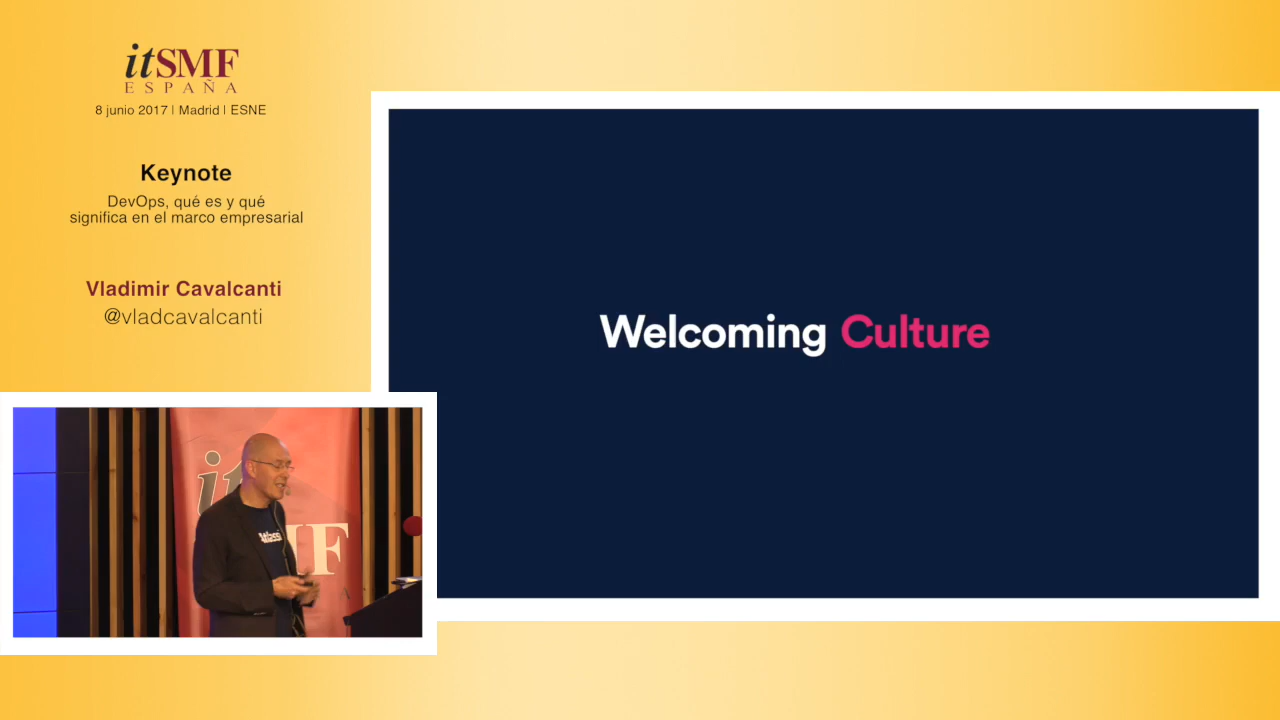 itSMF
ESPAÑA
8 junio 2017 | Madrid | ESNE
Keynote
DevOps, qué es y qué
significa en el marco empresarial
Vladimir Cavalcanti
@vladcavalcanti
Welcoming Culture